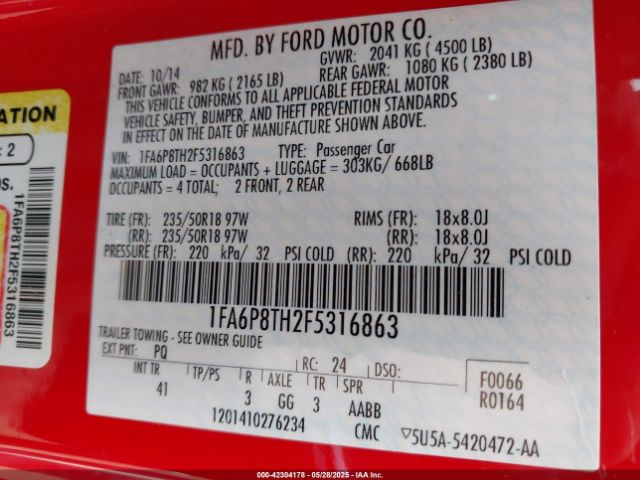 MFD. BY FORD MOTOR CO.
DATE: 10/14
GVWR: 2041 KG (4500 LB)
FRONT GAWR: 982 KG (2165 LB)
REAR GAWR: 1080 KG (2380 LB)
THIS VEHICLE CONFORMS TO ALL APPLICABLE FEDERAL MOTOR
VEHICLE SAFETY, BUMPER, AND THEFT PREVENTION STANDARDS
IN EFFECT ON THE DATE OF MANUFACTURE SHOWN ABOVE.
VIN: 1FA6P8TH2F5316863 TYPE: Passenger Car
MAXIMUM LOAD = OCCUPANTS + LUGGAGE = 303KG/ 668LB
OCCUPANTS = 4 TOTAL; 2 FRONT, 2 REAR
TIRE (FR): 235/50R18 97W RIMS (FR): 18x8.0J
(RR): 235/50R18 97W (RR): 18x8.0J
PRESSURE (FR): 220 kPa/ 32 PSI COLD (RR): 220 kPa/ 32 PSI COLD
1FA6P8TH2F5316863
TRAILER TOWING - SEE OWNER GUIDE
EXT PNT: PQ RC: 24 DSO:
INT TR TP/PS R AXLE TR SPR
41 3 GG 3 AABB
F0066
R0164
1201410276234 CMC 5U5A-5420472-AA
ATION
: 2
OS.
1FA6P8TH2F5316863
000-42304178 - 05/28/2025 - IAAI.COM